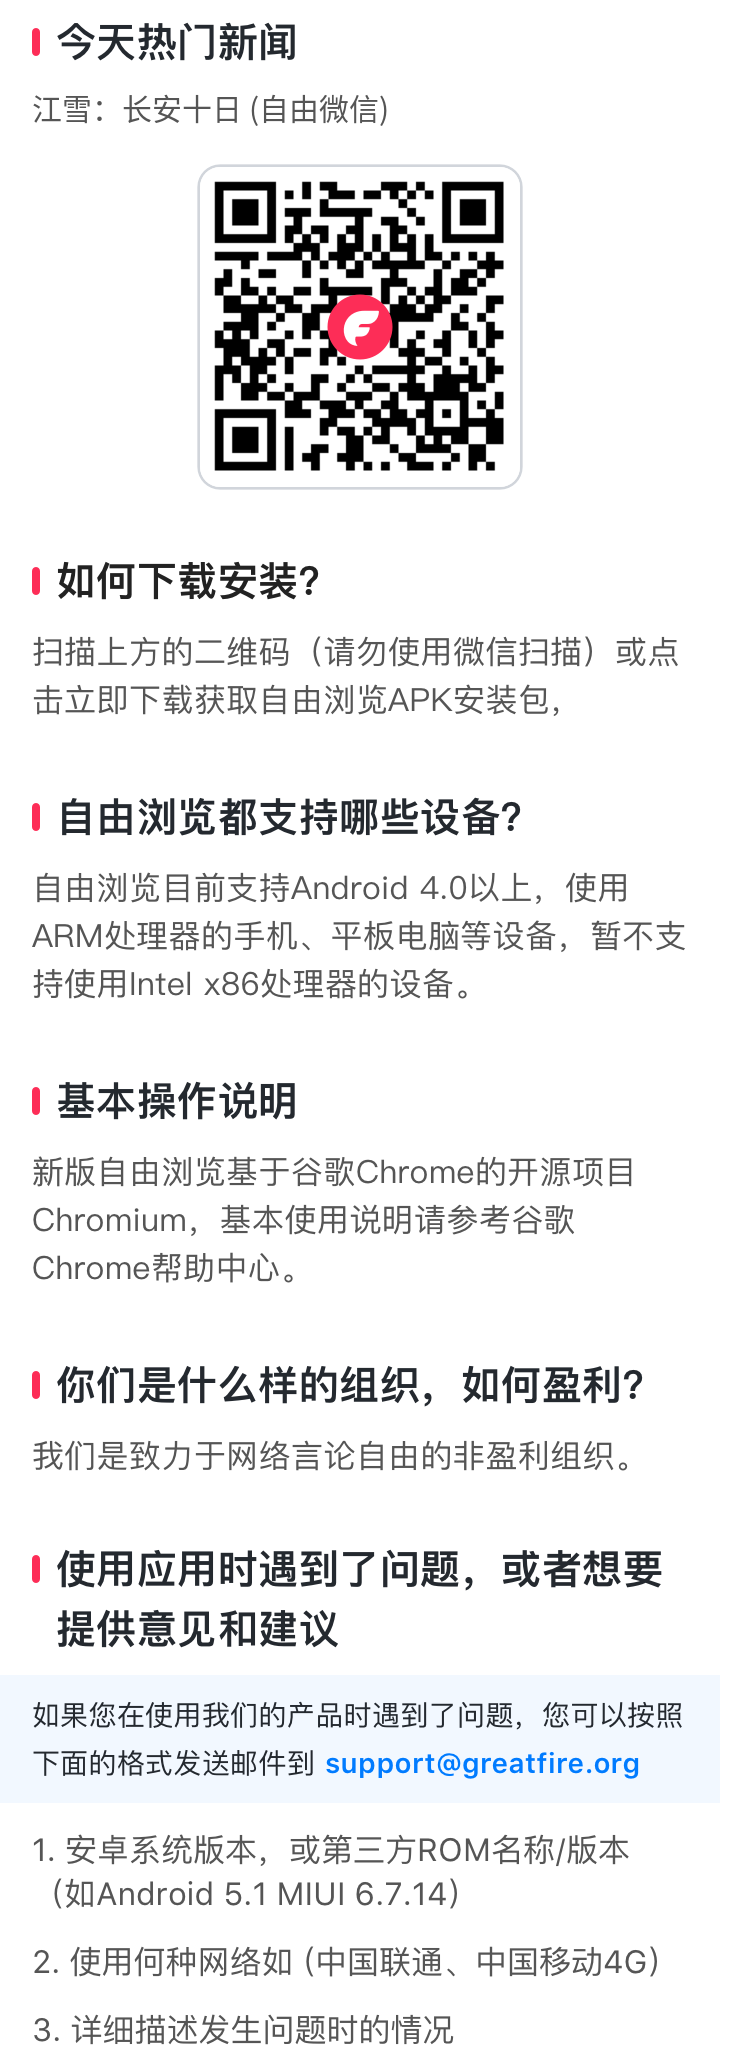 今天热门新闻
江雪：长安十日 (自由微信)
如何下载安装？
扫描上方的二维码（请勿使用微信扫描）或点
击立即下载获取自由浏览APK安装包，
自由浏览都支持哪些设备？
自由浏览目前支持Android 4.0以上，使用
ARM处理器的手机、平板电脑等设备，暂不支
持使用Intel x86处理器的设备。
基本操作说明
新版自由浏览基于谷歌Chrome的开源项目
Chromium，基本使用说明请参考谷歌
Chrome帮助中心。
你们是什么样的组织，如何盈利？
我们是致力于网络言论自由的非盈利组织。
使用应用时遇到了问题，或者想要
提供意见和建议
如果您在使用我们的产品时遇到了问题，您可以按照
下面的格式发送邮件到 support@greatfire.org
1. 安卓系统版本，或第三方ROM名称/版本
（如Android 5.1 MIUI 6.7.14）
2. 使用何种网络如 (中国联通、中国移动4G）
3. 详细描述发生问题时的情况